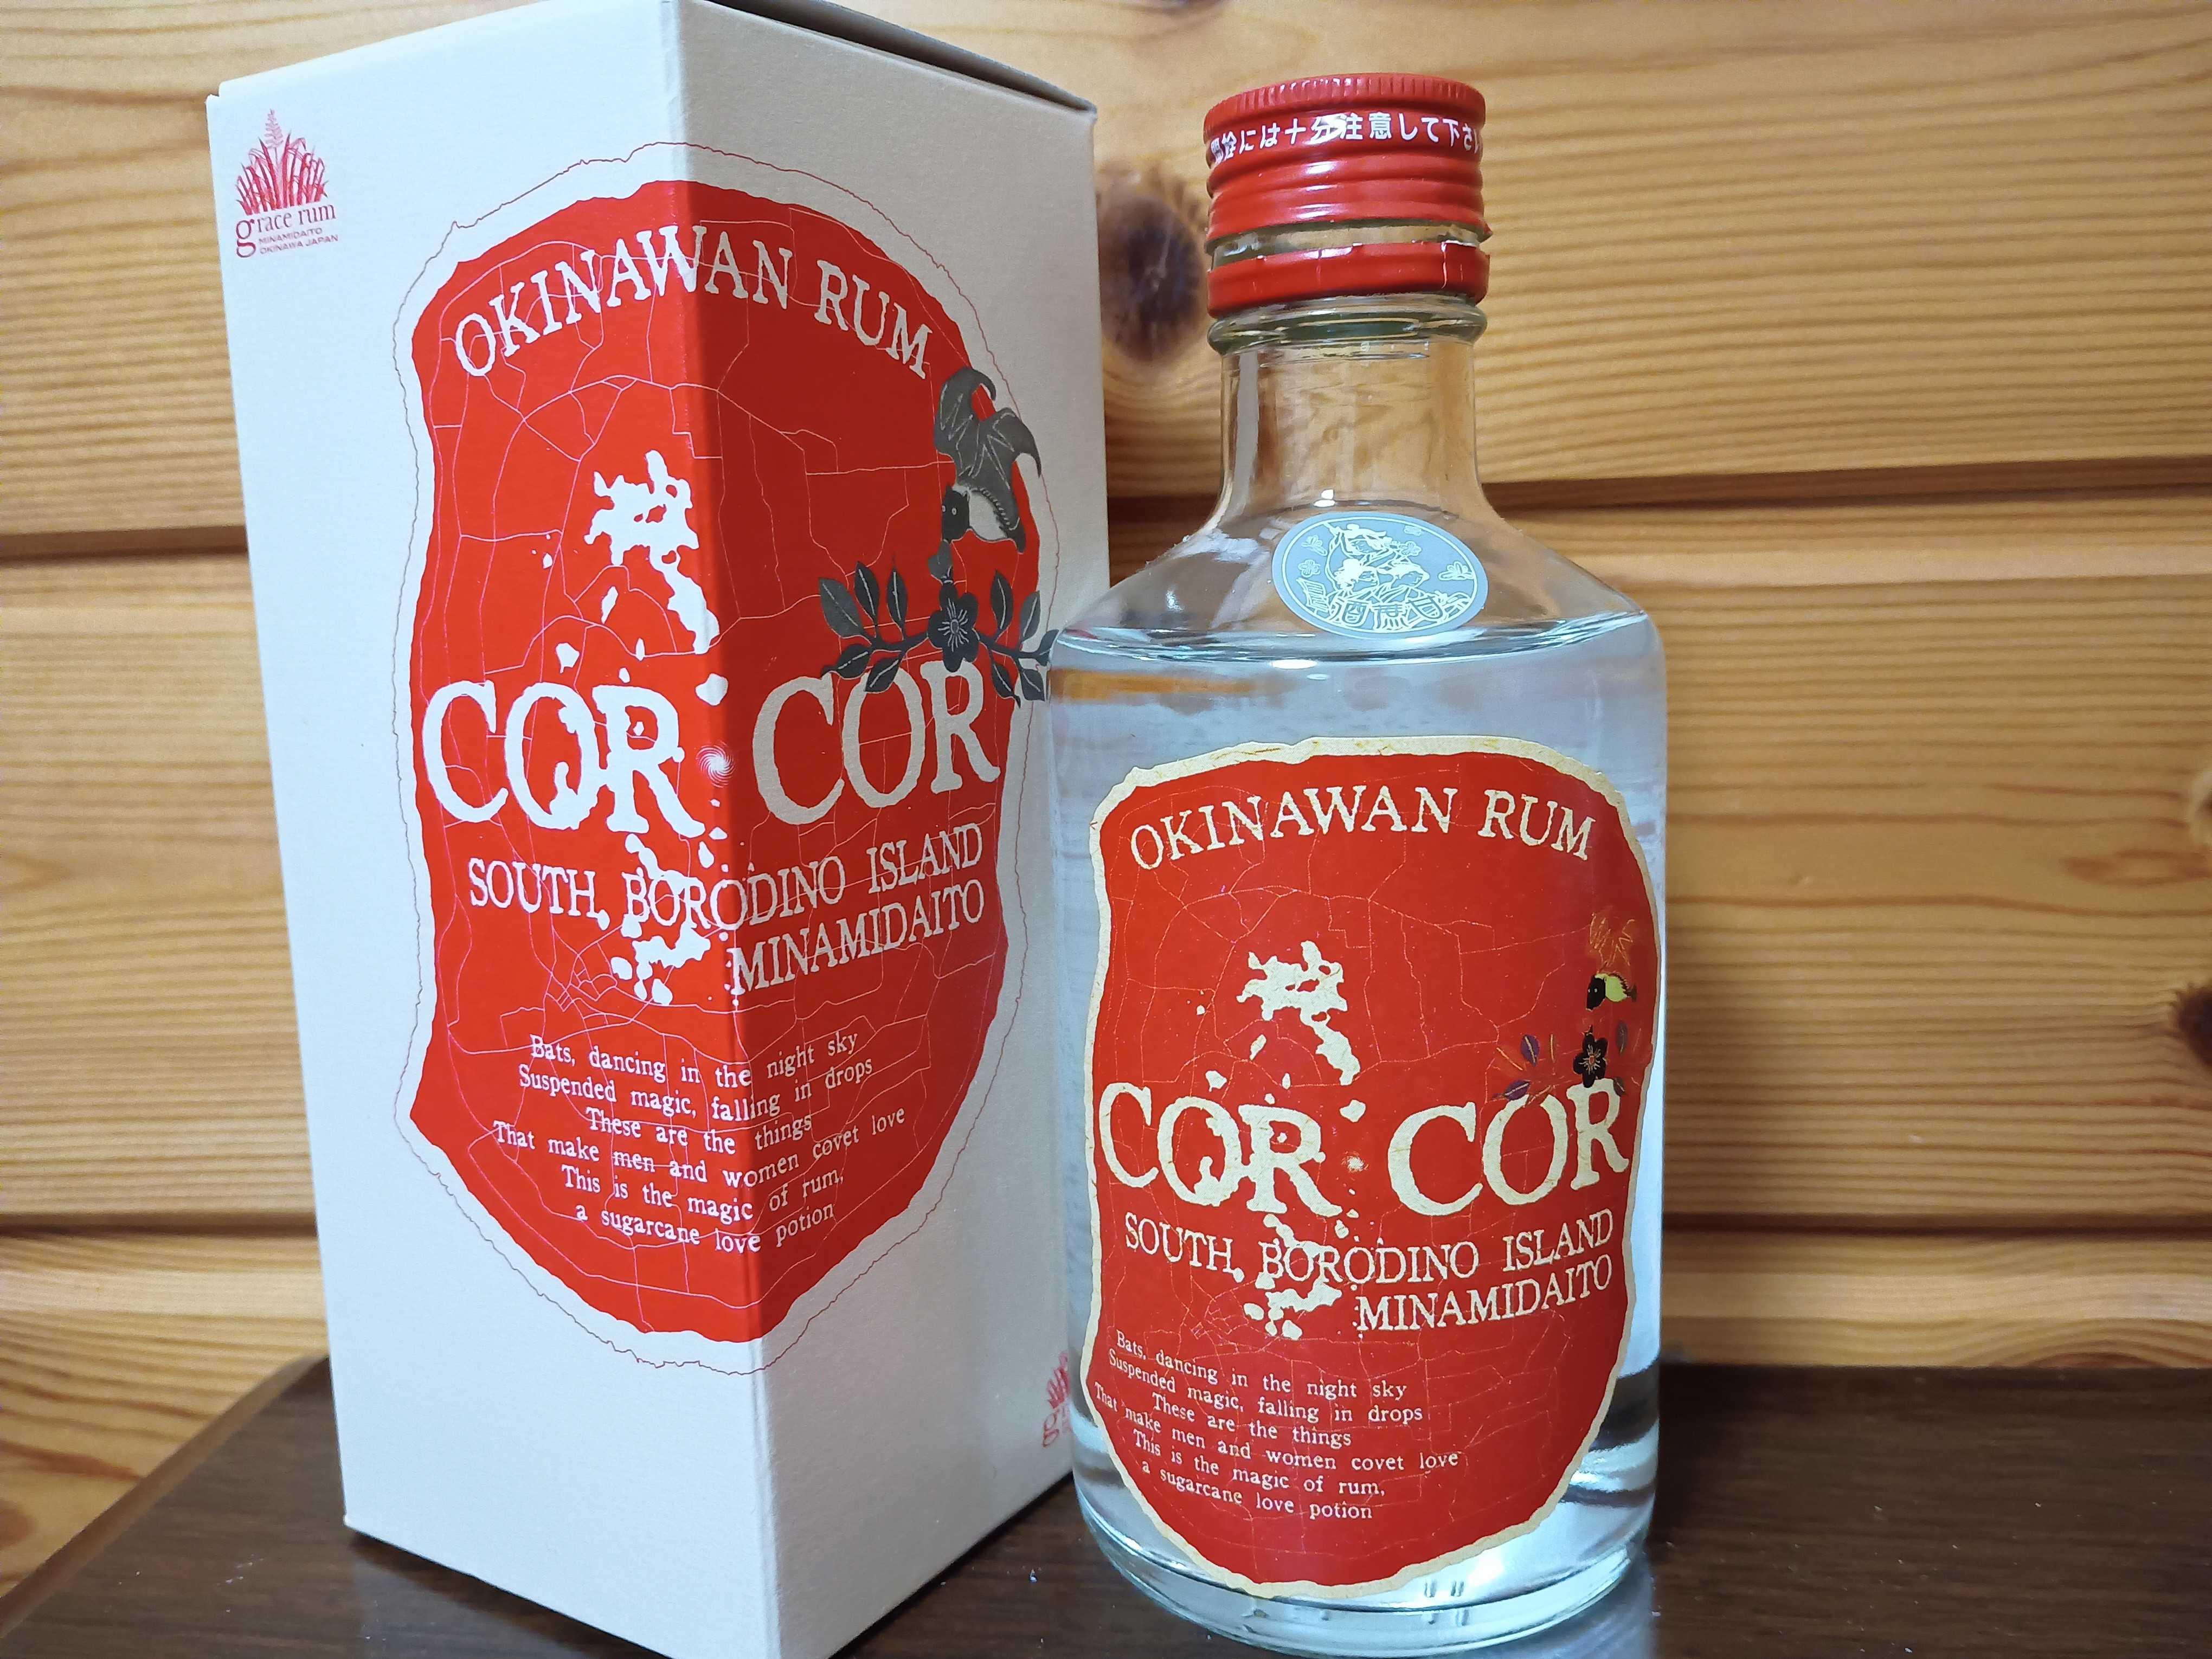 grace rum
MINAMIDAITO
OKINAWA JAPAN
OKINAWAN RUM
COR COR
SOUTH BORODINO ISLAND
MINAMIDAITO
Bats, dancing in the night sky
Suspended magic, falling in drops
These are the things
That make men and women covet love
This is the magic of rum,
a sugarcane love potion
栓には十分注意して下さい
OKINAWAN RUM
COR COR
SOUTH BORODINO ISLAND
MINAMIDAITO
Bats, dancing in the night sky
Suspended magic, falling in drops
These are the things
That make men and women covet love
This is the magic of rum,
a sugarcane love potion